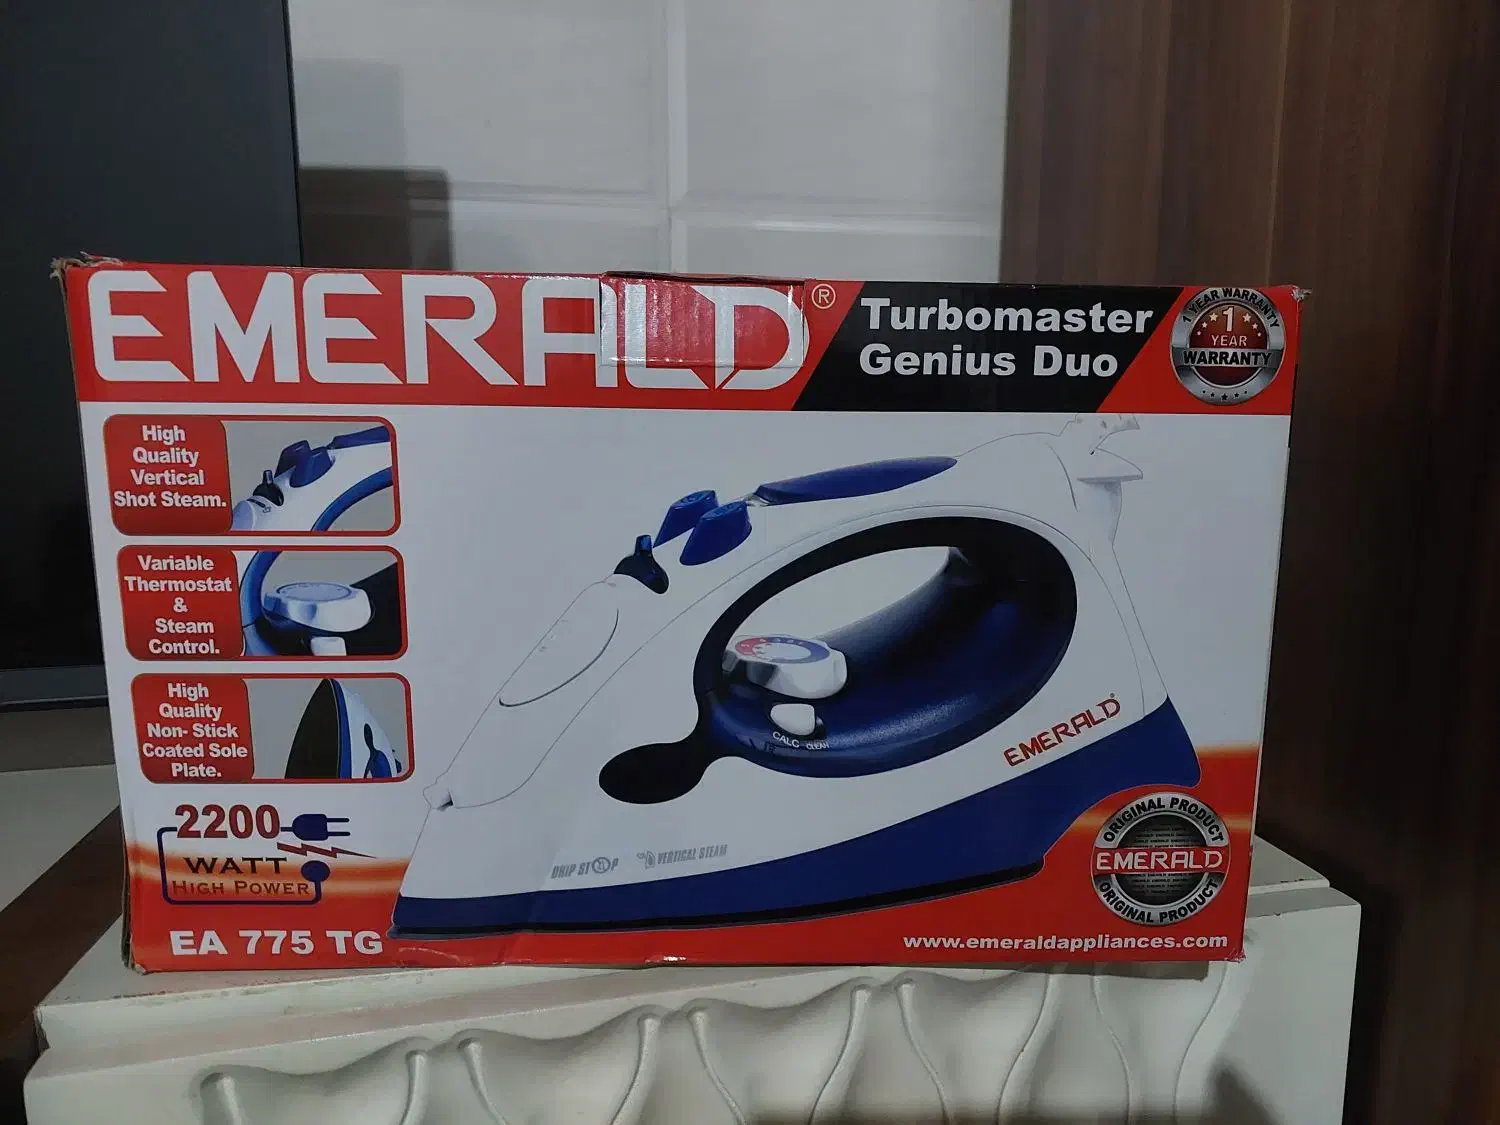 EMERALD®
Turbomaster
Genius Duo
1 YEAR WARRANTY
1
YEAR
WARRANTY
High
Quality
Vertical
Shot Steam.
Variable
Thermostat
&
Steam
Control.
High
Quality
Non- Stick
Coated Sole
Plate.
2200
WATT
HIGH POWER
EA 775 TG
CALC CLEAN
EMERALD®
DRIP STOP
VERTICAL STEAM
ORIGINAL PRODUCT
EMERALD
ORIGINAL PRODUCT
www.emeraldappliances.com